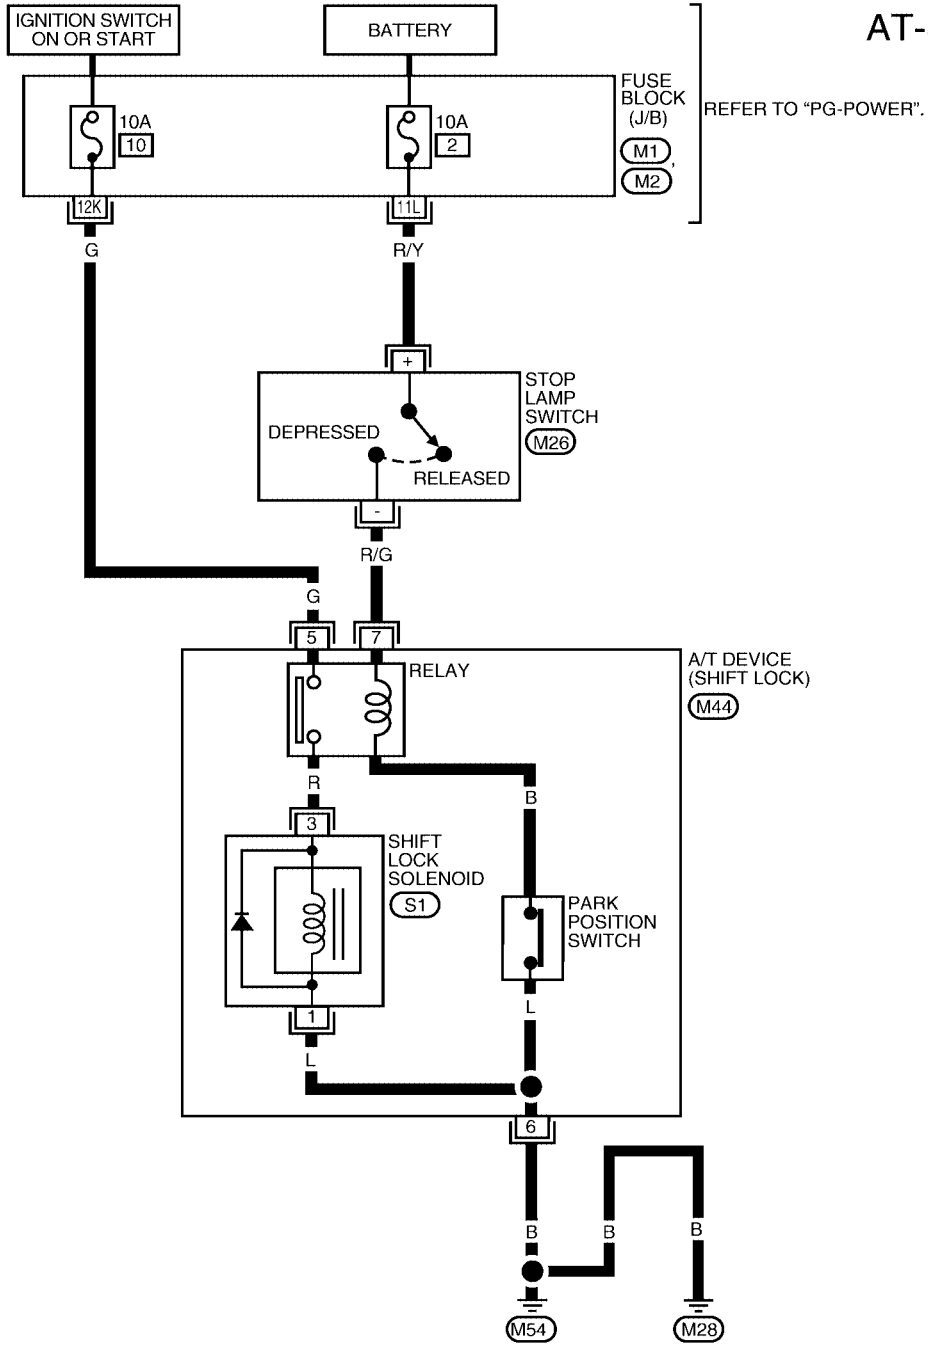 IGNITION SWITCH
ON OR START
BATTERY
AT-
FUSE
BLOCK
(J/B)
REFER TO “PG-POWER”.
10A
10
10A
2
M1
,
M2
12K
11L
G
R/Y
+
STOP
LAMP
SWITCH
M26
DEPRESSED
RELEASED
-
R/G
G
5
7
RELAY
A/T DEVICE
(SHIFT LOCK)
M44
R
B
3
SHIFT
LOCK
SOLENOID
S1
PARK
POSITION
SWITCH
1
L
L
6
B
B
B
M54
M28